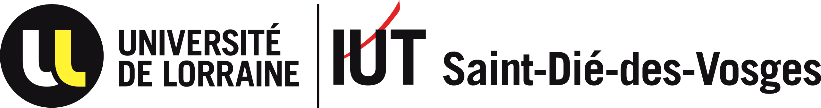 UNIVERSITÉ
DE LORRAINE
IUT Saint-Dié-des-Vosges